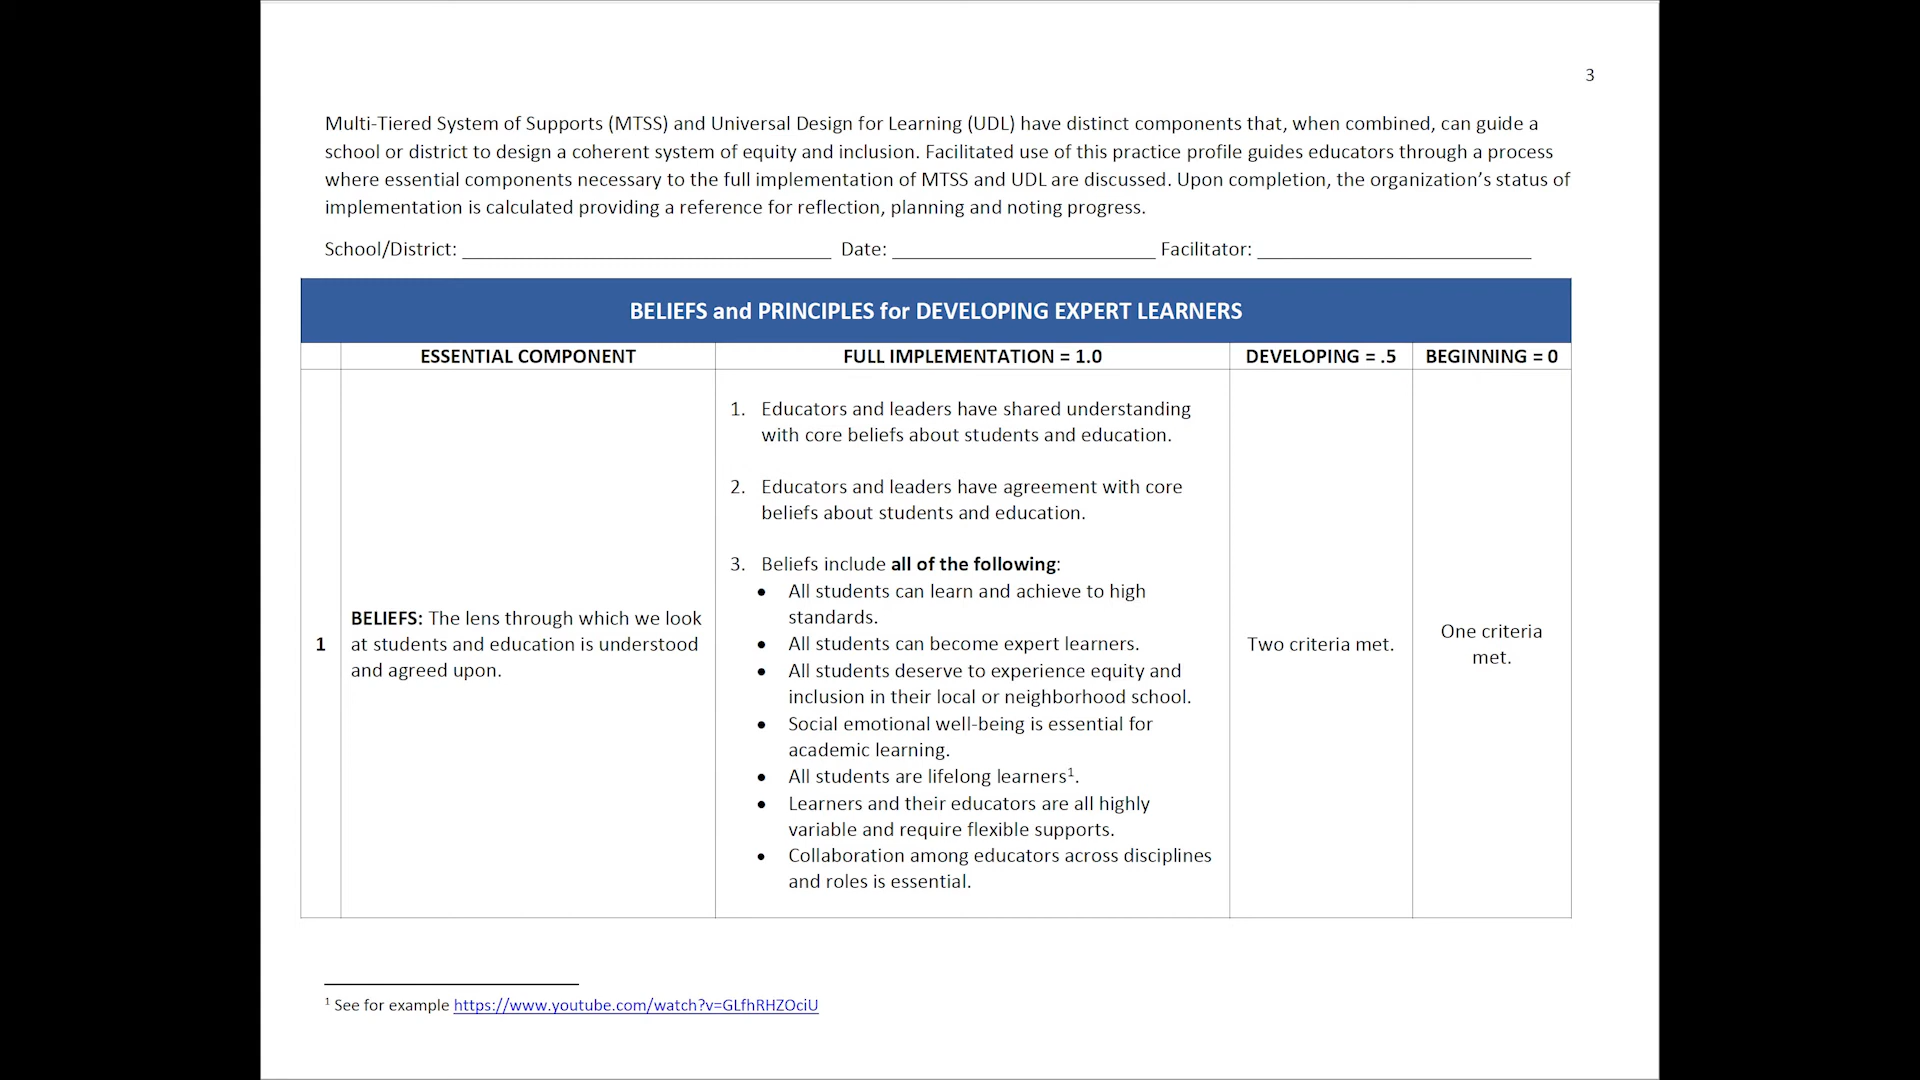 3
Multi-Tiered System of Supports (MTSS) and Universal Design for Learning (UDL) have distinct components that, when combined, can guide a
school or district to design a coherent system of equity and inclusion. Facilitated use of this practice profile guides educators through a process
where essential components necessary to the full implementation of MTSS and UDL are discussed. Upon completion, the organization's status of
implementation is calculated providing a reference for reflection, planning and noting progress.
School/District: ____________________ Date: ____________________ Facilitator: ____________________
BELIEFS and PRINCIPLES for DEVELOPING EXPERT LEARNERS
ESSENTIAL COMPONENT FULL IMPLEMENTATION = 1.0 DEVELOPING = .5 BEGINNING = 0
1
BELIEFS: The lens through which we look
at students and education is understood
and agreed upon.
1. Educators and leaders have shared understanding
with core beliefs about students and education.
2. Educators and leaders have agreement with core
beliefs about students and education.
3. Beliefs include all of the following:
• All students can learn and achieve to high
standards.
• All students can become expert learners.
• All students deserve to experience equity and
inclusion in their local or neighborhood school.
• Social emotional well-being is essential for
academic learning.
• All students are lifelong learners¹.
• Learners and their educators are all highly
variable and require flexible supports.
• Collaboration among educators across disciplines
and roles is essential.
Two criteria met.
One criteria
met.
¹ See for example https://www.youtube.com/watch?v=GLfhRHZOciU